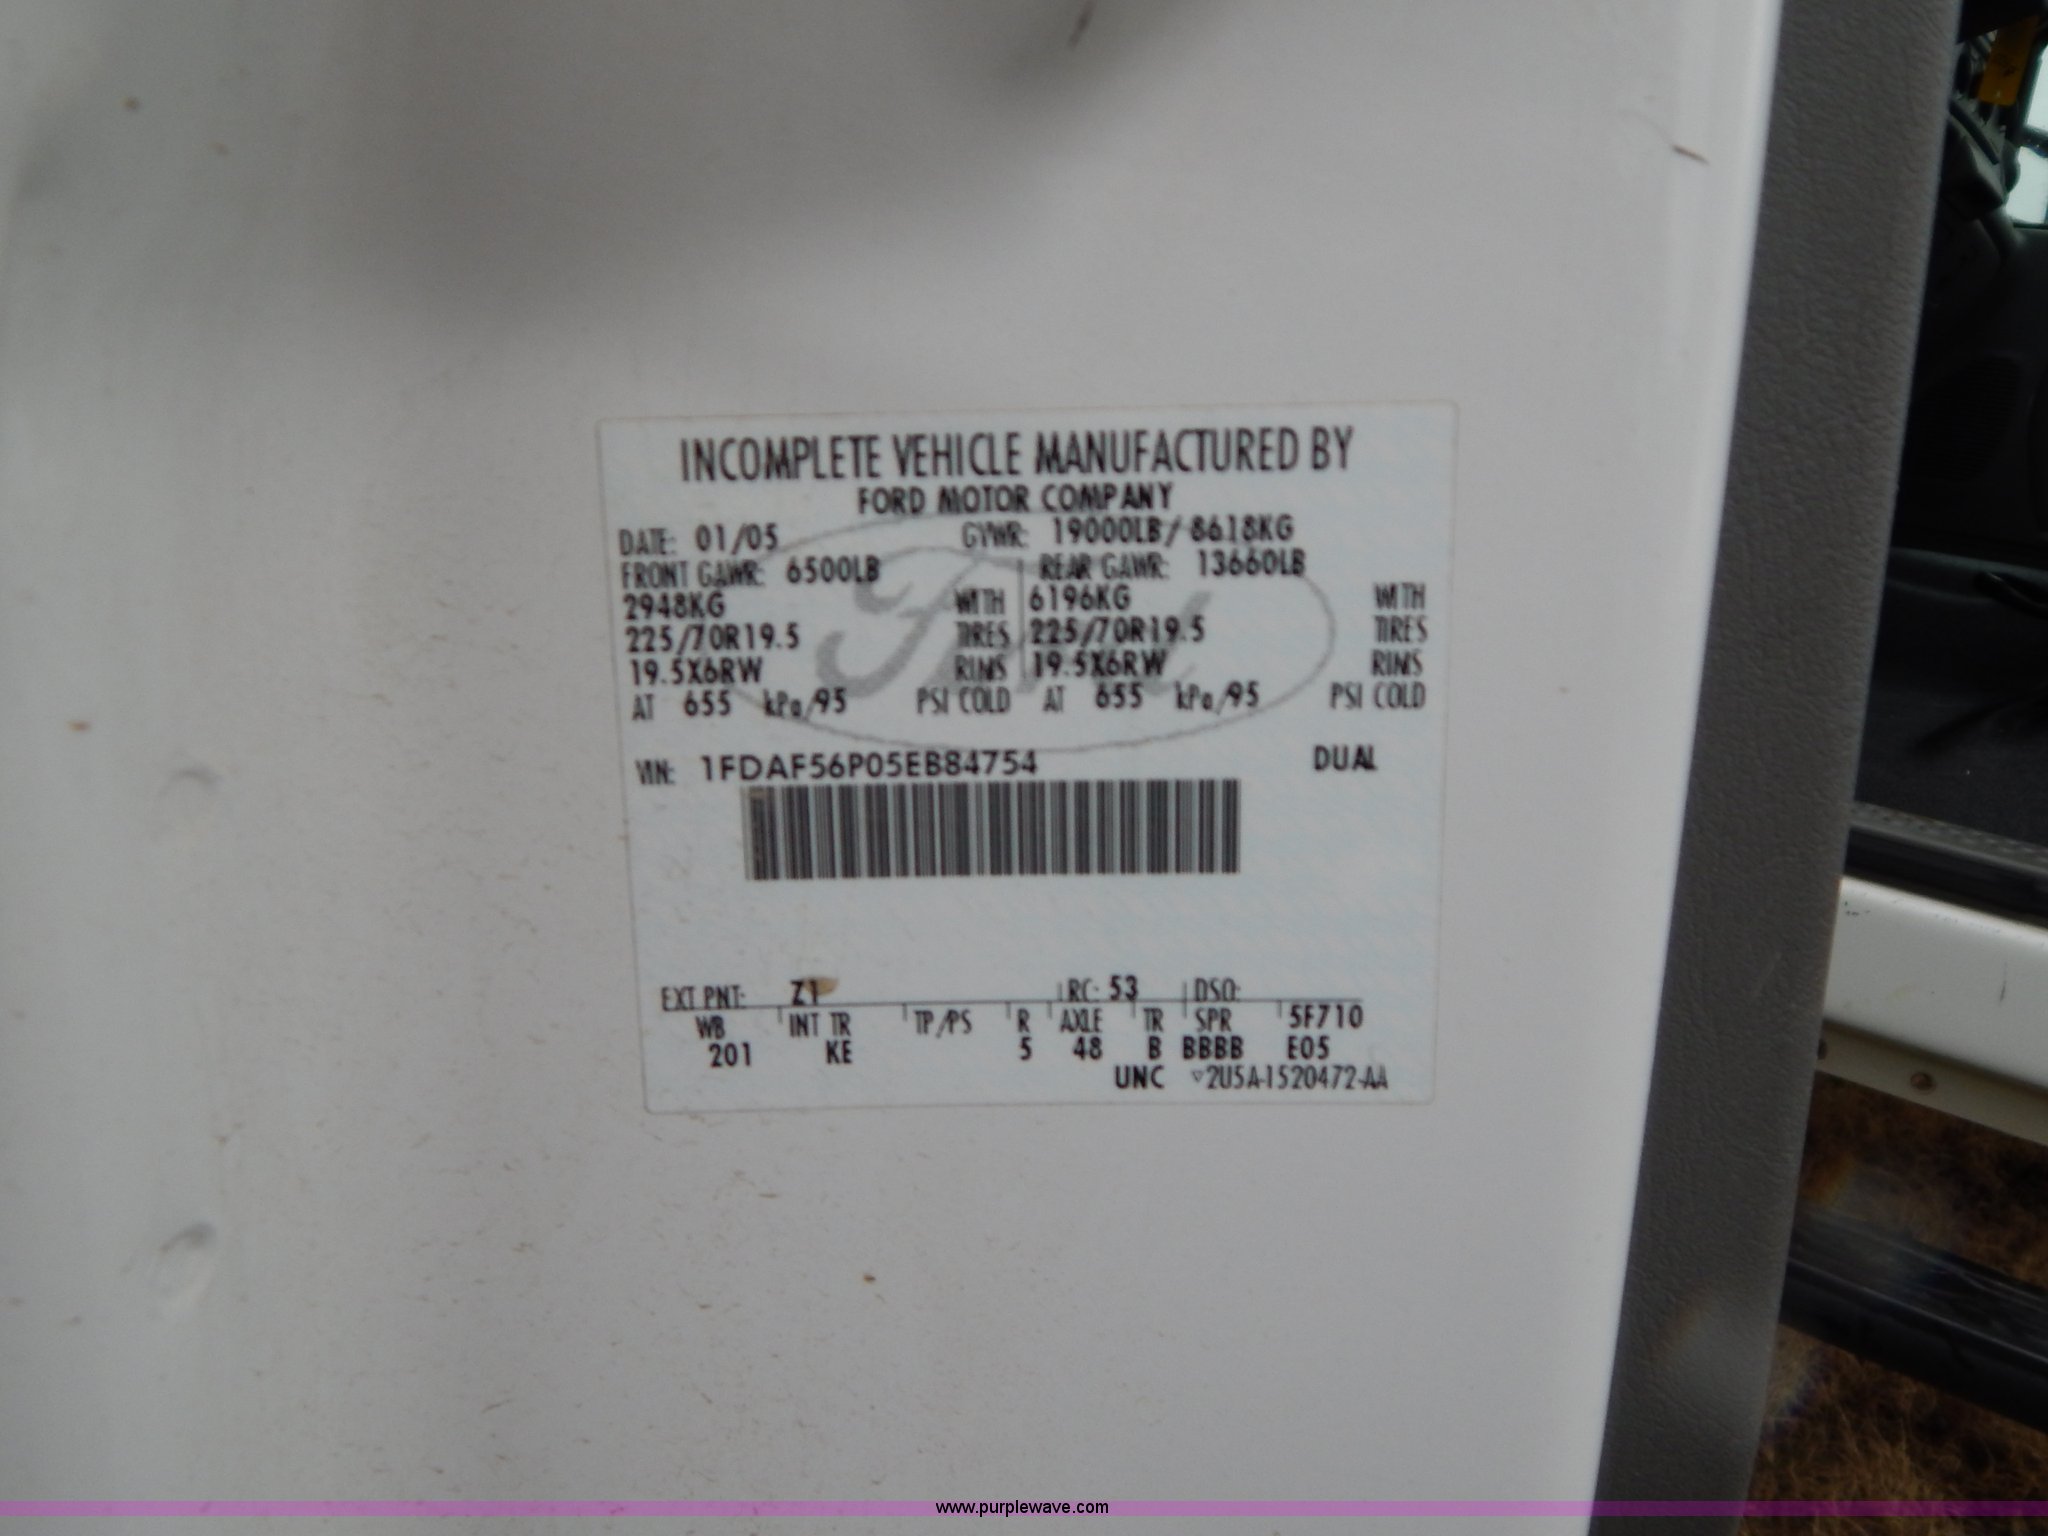 INCOMPLETE VEHICLE MANUFACTURED BY
FORD MOTOR COMPANY
DATE: 01/05 GVWR: 19000LB/ 8618KG
FRONT GAWR: 6500LB REAR GAWR: 13660LB
2948KG WITH 6196KG WITH
225/70R19.5 TIRES 225/70R19.5 TIRES
19.5X6RW RIMS 19.5X6RW RIMS
AT 655 kPa/95 PSI COLD AT 655 kPa/95 PSI COLD
VIN: 1FDAF56P05EB84754 DUAL
EXT PNT: Z1 RC: 53 DSO:
WB INT TR TP/PS R AXLE TR SPR 5F710
201 KE 5 48 B BBBB E05
UNC ▽2U5A-1520472-AA
www.purplewave.com